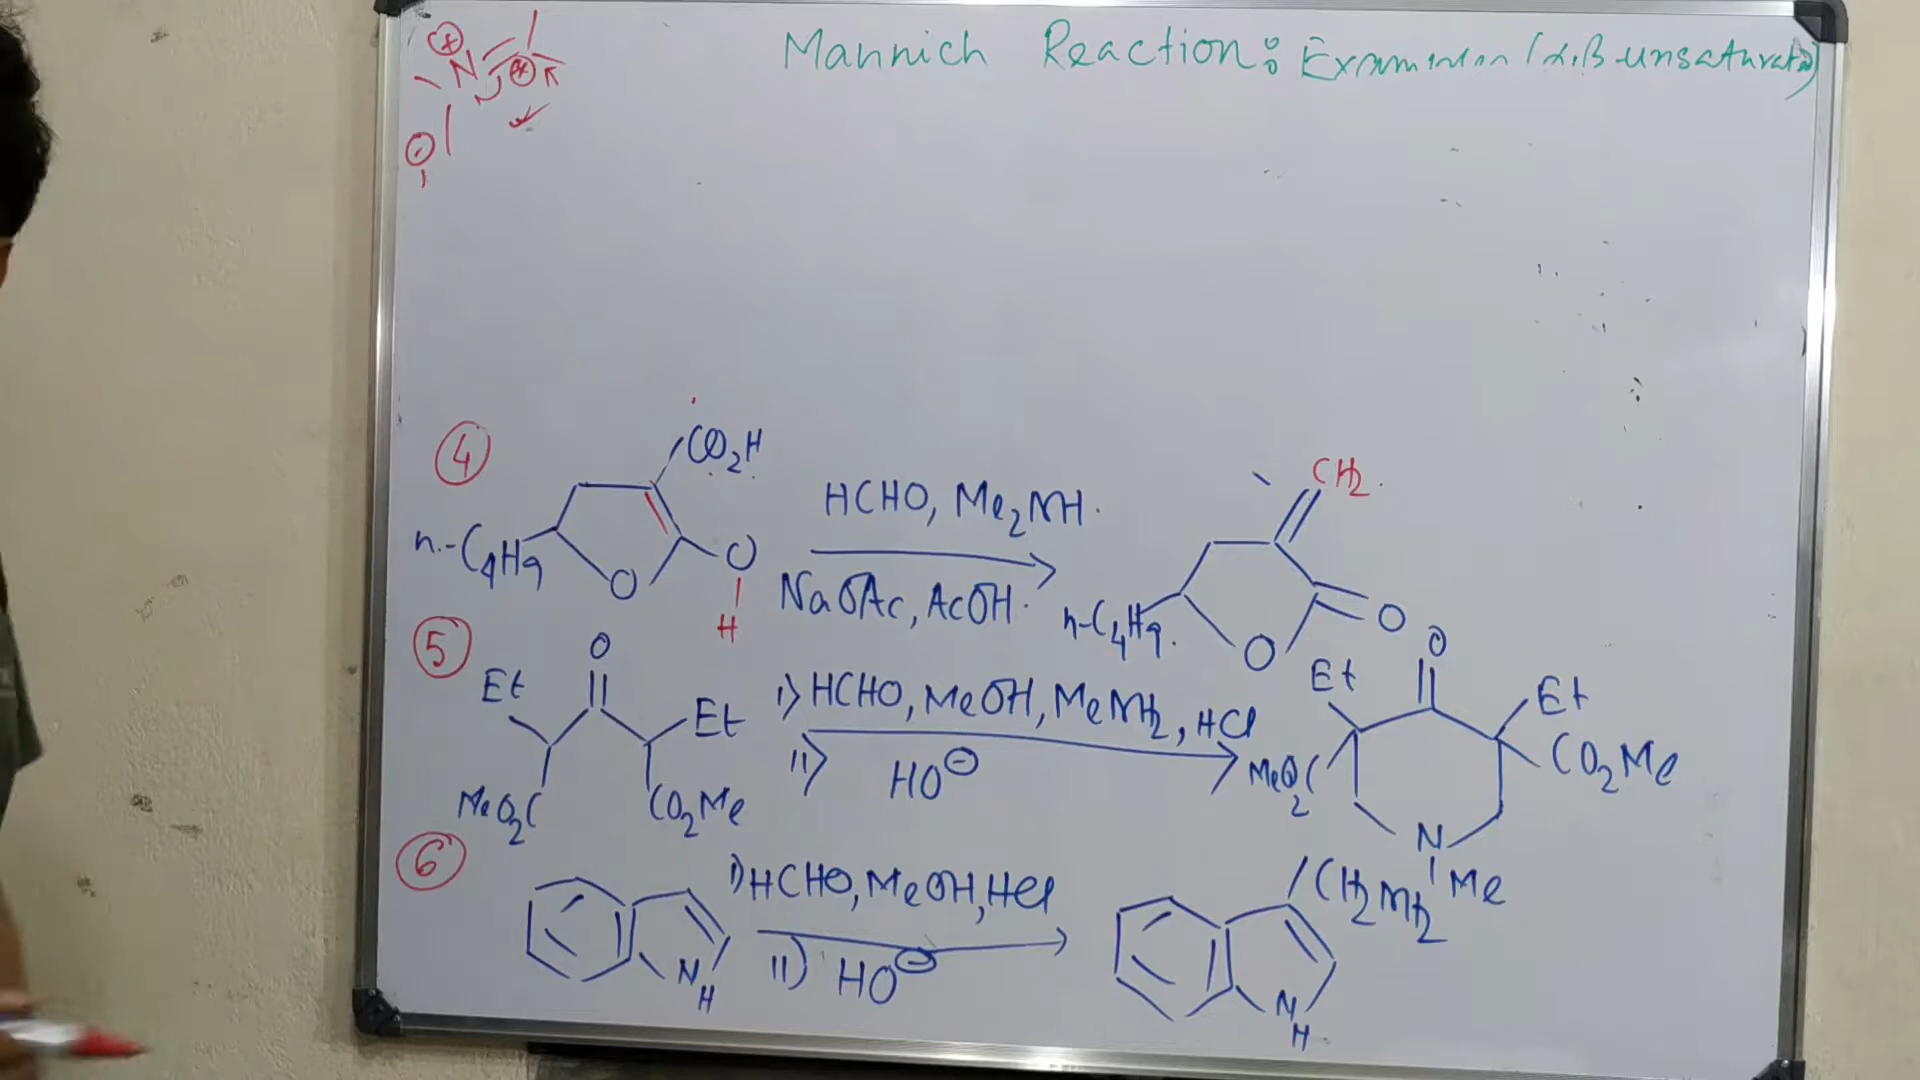 Mannich Reaction: (α,β-unsaturated)
⊕
N
⊕
⊖
④
CO₂H
n-C₄H₉
O
O
H
HCHO, Me₂NH.
NaOAc, AcOH.
CH₂.
n-C₄H₉.
O
O
⑤
O
Et
Et
MeO₂C
CO₂Me
i) HCHO, MeOH, MeNH₂, HCl
ii) HO⊖
O
Et
Et
MeO₂C
CO₂Me
N
Me
⑥
N
H
i) HCHO, MeOH, HCl
ii) HO⊖
CH₂NH₂
N
H